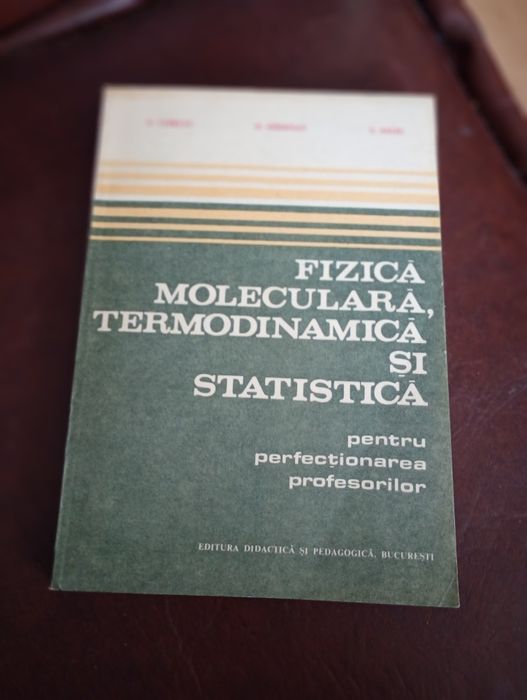 FIZICĂ
MOLECULARĂ,
TERMODINAMICĂ
ȘI
STATISTICĂ
pentru
perfecționarea
profesorilor
EDITURA DIDACTICĂ ȘI PEDAGOGICĂ, BUCUREȘTI